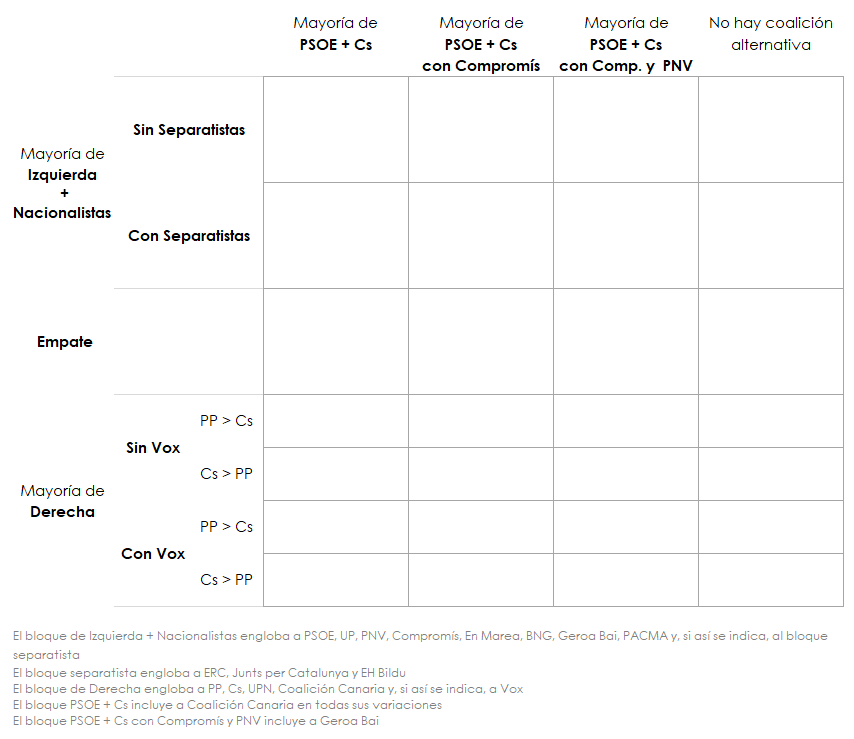 Mayoría de
PSOE + Cs
Mayoría de
PSOE + Cs
con Compromís
Mayoría de
PSOE + Cs
con Comp. y PNV
No hay coalición
alternativa
Mayoría de
Izquierda
+
Nacionalistas
Sin Separatistas
Con Separatistas
Empate
Mayoría de
Derecha
Sin Vox
PP > Cs
Cs > PP
Con Vox
PP > Cs
Cs > PP
El bloque de Izquierda + Nacionalistas engloba a PSOE, UP, PNV, Compromís, En Marea, BNG, Geroa Bai, PACMA y, si así se indica, al bloque
separatista
El bloque separatista engloba a ERC, Junts per Catalunya y EH Bildu
El bloque de Derecha engloba a PP, Cs, UPN, Coalición Canaria y, si así se indica, a Vox
El bloque PSOE + Cs incluye a Coalición Canaria en todas sus variaciones
El bloque PSOE + Cs con Compromís y PNV incluye a Geroa Bai